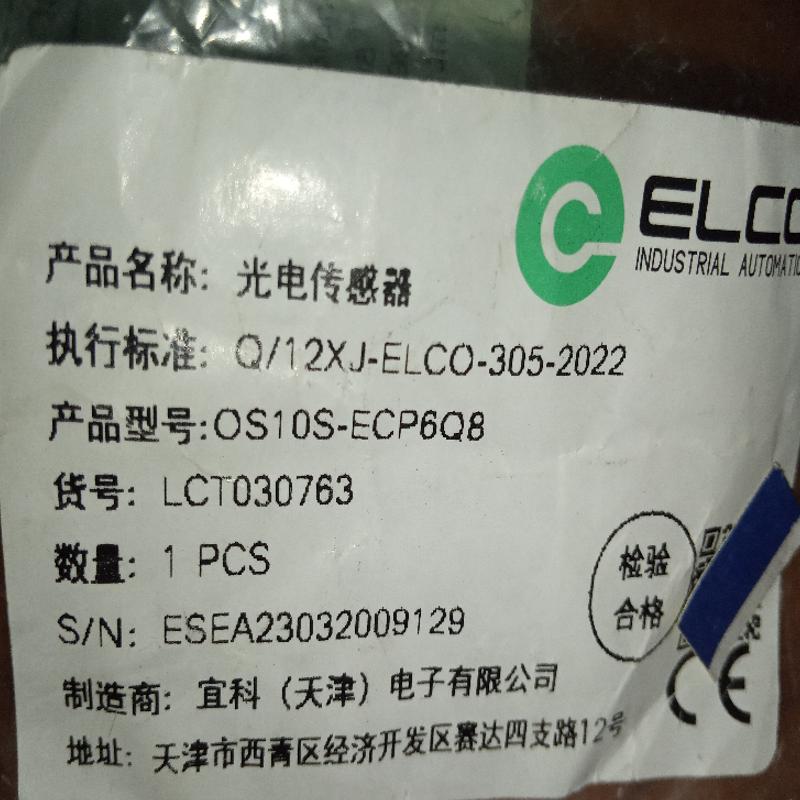 ELCO
INDUSTRIAL AUTOMATIO
产品名称: 光电传感器
执行标准: Q/12XJ-ELCO-305-2022
产品型号:OS10S-ECP6Q8
货号: LCT030763
数量: 1 PCS
S/N: ESEA23032009129
检验
合格
CE
制造商: 宜科(天津)电子有限公司
地址: 天津市西青区经济开发区赛达四支路12号